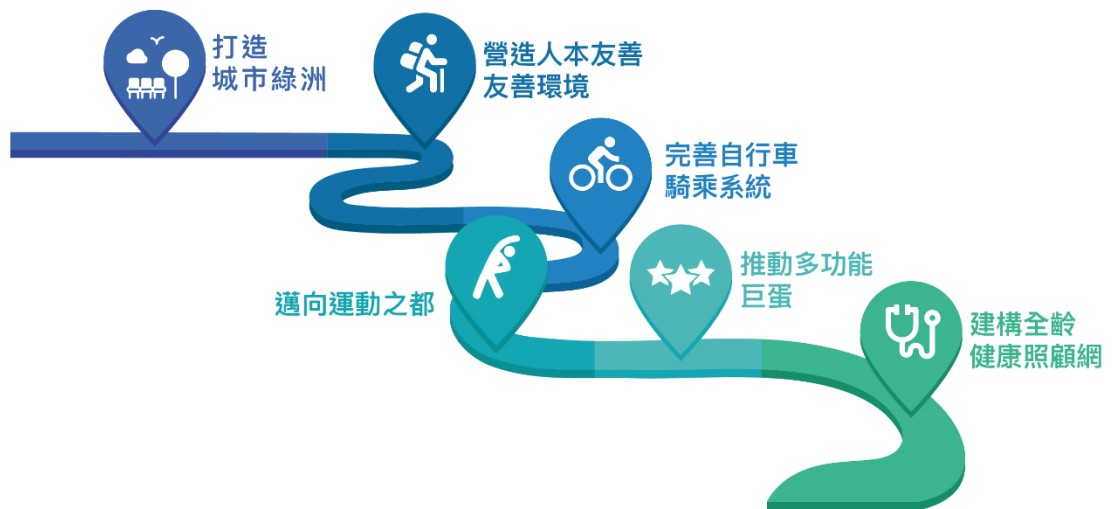 打造
城市綠洲
營造人本友善
友善環境
完善自行車
騎乘系統
邁向運動之都
推動多功能
巨蛋
建構全齡
健康照顧網